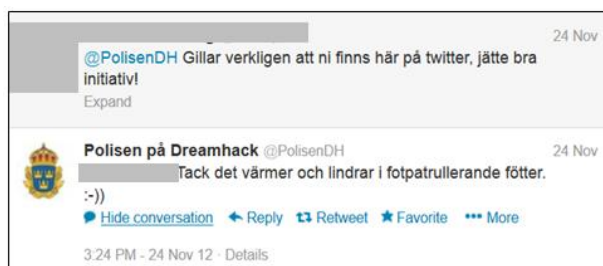 24 Nov
@PolisenDH Gillar verkligen att ni finns här på twitter, jätte bra
initiativ!
Expand
Polisen på Dreamhack @PolisenDH 24 Nov
Tack det värmer och lindrar i fotpatrullerande fötter.
:-))
Hide conversation Reply Retweet Favorite More
3:24 PM - 24 Nov 12 · Details